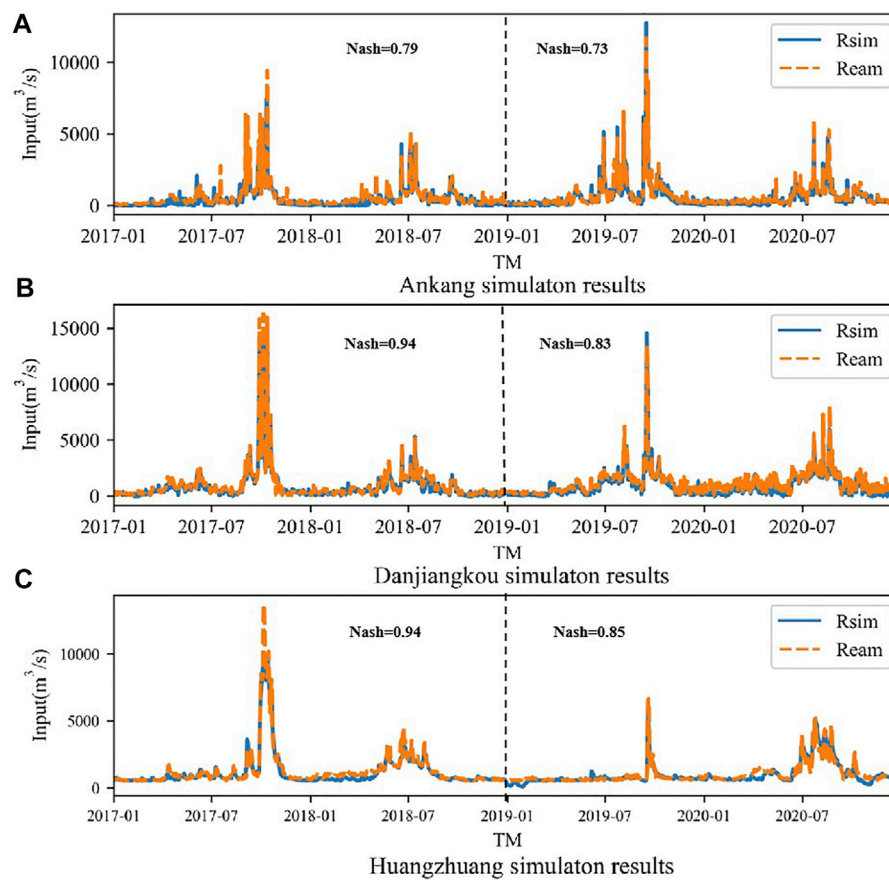 A
Input(m³/s)
10000
5000
0
Nash=0.79
Nash=0.73
Rsim
Ream
2017-01 2017-07 2018-01 2018-07 2019-01 2019-07 2020-01 2020-07
TM
Ankang simulaton results
B
Input(m³/s)
15000
10000
5000
0
Nash=0.94
Nash=0.83
Rsim
Ream
2017-01 2017-07 2018-01 2018-07 2019-01 2019-07 2020-01 2020-07
TM
Danjiangkou simulaton results
C
Input(m³/s)
10000
5000
0
Nash=0.94
Nash=0.85
Rsim
Ream
2017-01 2017-07 2018-01 2018-07 2019-01 2019-07 2020-01 2020-07
TM
Huangzhuang simulaton results